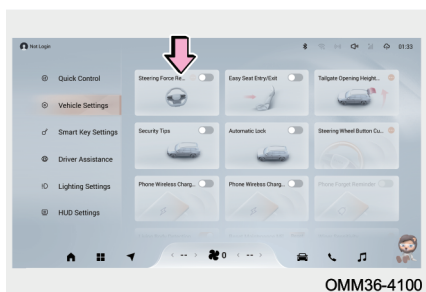 Not Login
01:33
Quick Control
Vehicle Settings
Smart Key Settings
Driver Assistance
Lighting Settings
HUD Settings
Steering Force Re...
Easy Seat Entry/Exit
Tailgate Opening Height...
Security Tips
Automatic Lock
Steering Wheel Button Cu...
Phone Wireless Charg...
Phone Wireless Charg...
Phone Forget Reminder
‹ -- › 0 ‹ -- ›
OMM36-4100